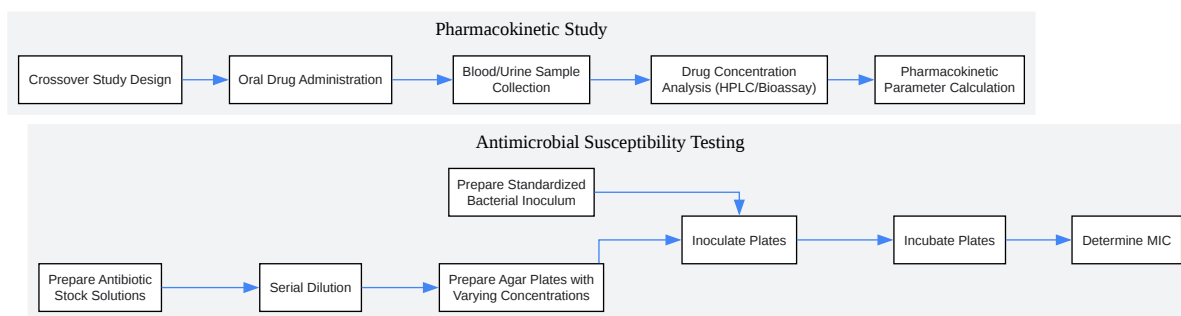 Pharmacokinetic Study
Crossover Study Design
Oral Drug Administration
Blood/Urine Sample
Collection
Drug Concentration
Analysis (HPLC/Bioassay)
Pharmacokinetic
Parameter Calculation
Antimicrobial Susceptibility Testing
Prepare Standardized
Bacterial Inoculum
Inoculate Plates
Incubate Plates
Determine MIC
Prepare Antibiotic
Stock Solutions
Serial Dilution
Prepare Agar Plates with
Varying Concentrations